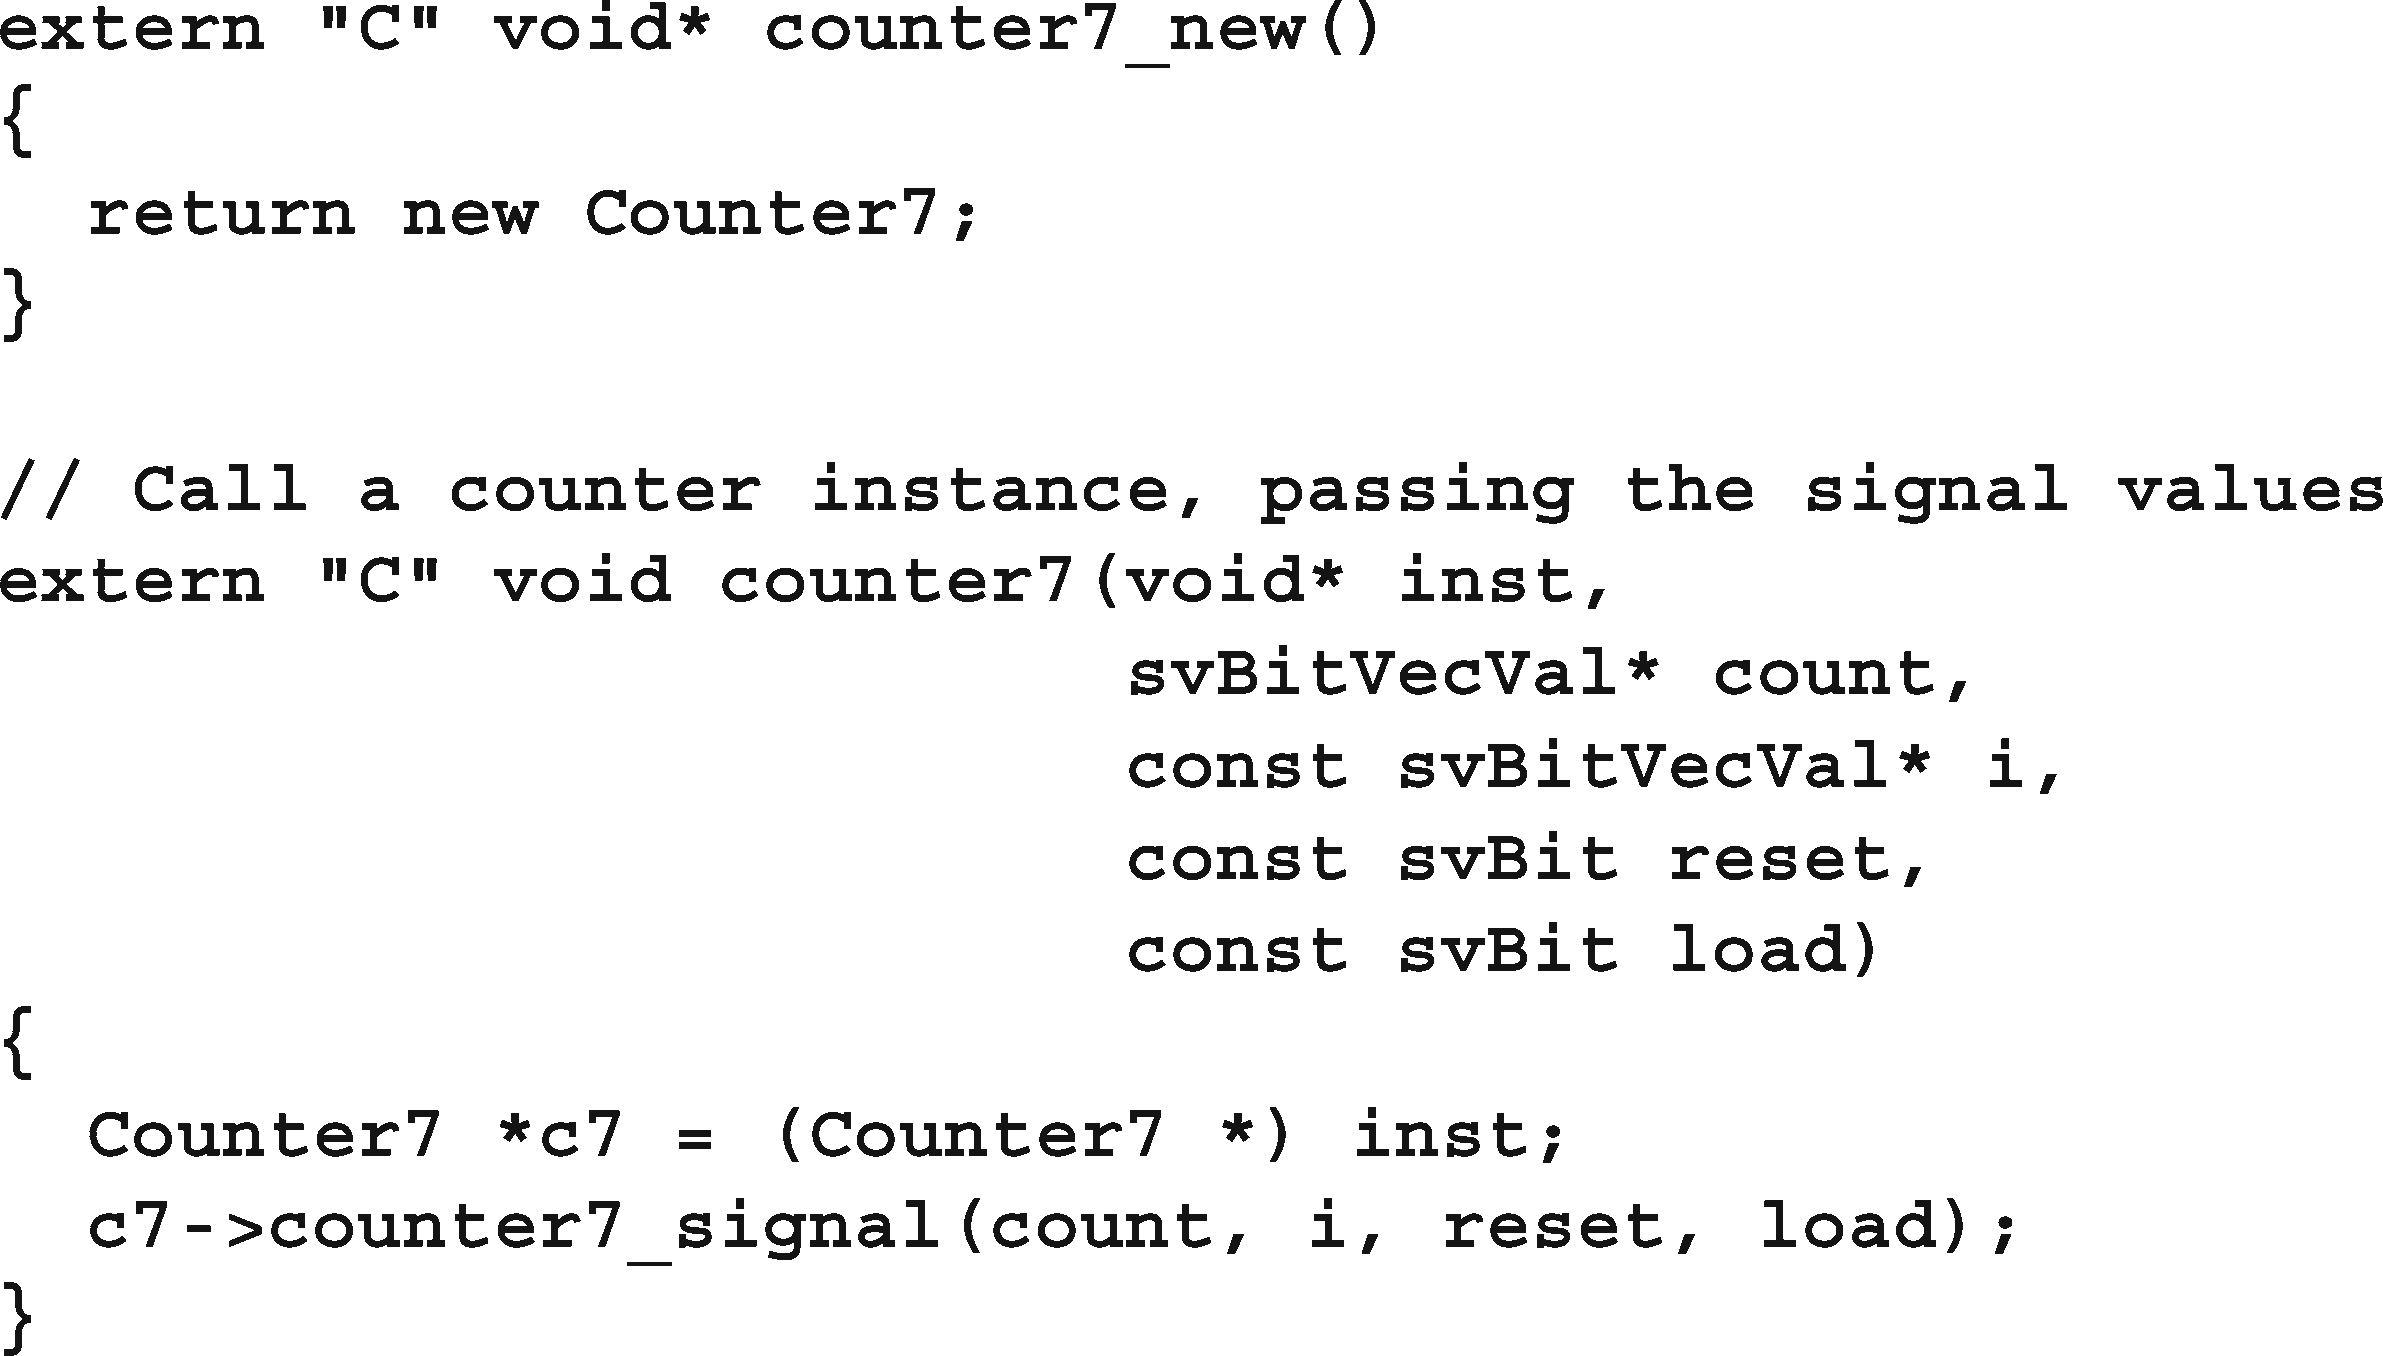 extern "C" void* counter7_new()
{
  return new Counter7;
}

// Call a counter instance, passing the signal values
extern "C" void counter7(void* inst,
                         svBitVecVal* count,
                         const svBitVecVal* i,
                         const svBit reset,
                         const svBit load)
{
  Counter7 *c7 = (Counter7 *) inst;
  c7->counter7_signal(count, i, reset, load);
}